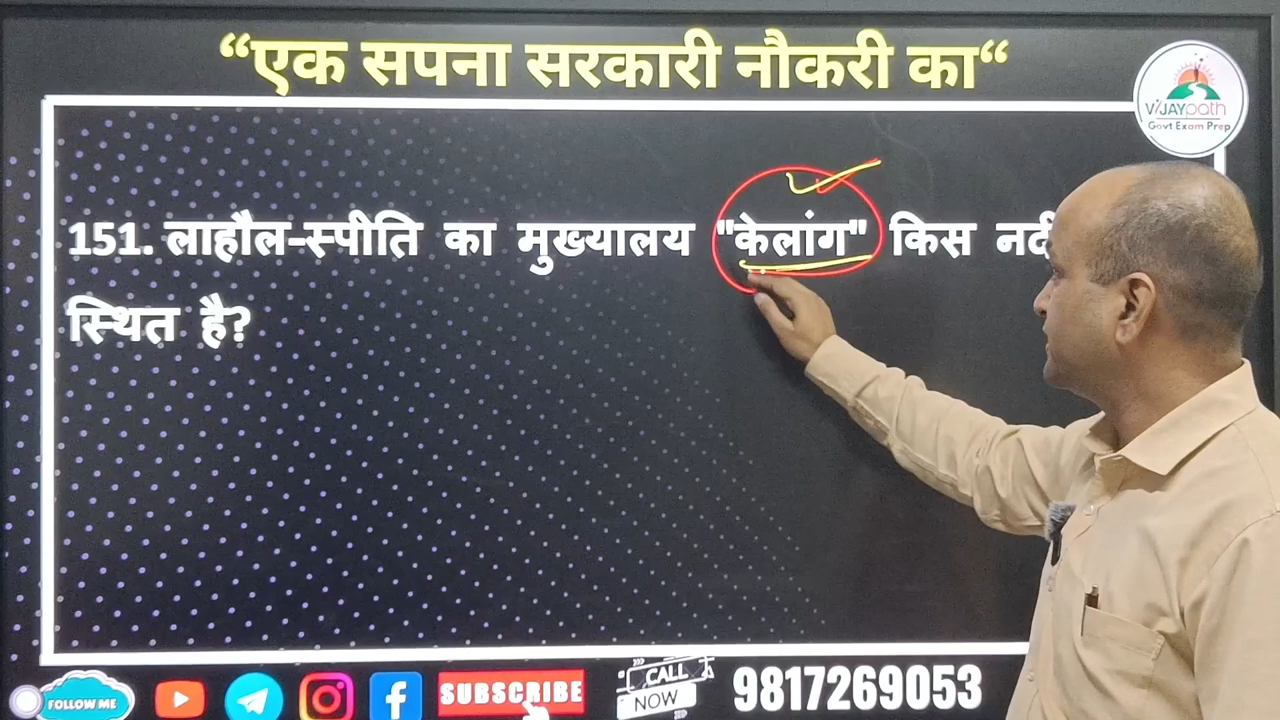 “एक सपना सरकारी नौकरी का“
VIJAYpath
Govt Exam Prep
151. लाहौल-स्पीति का मुख्यालय "केलांग" किस
स्थित है?
FOLLOW ME
SUBSCRIBE
CALL
NOW
9817269053